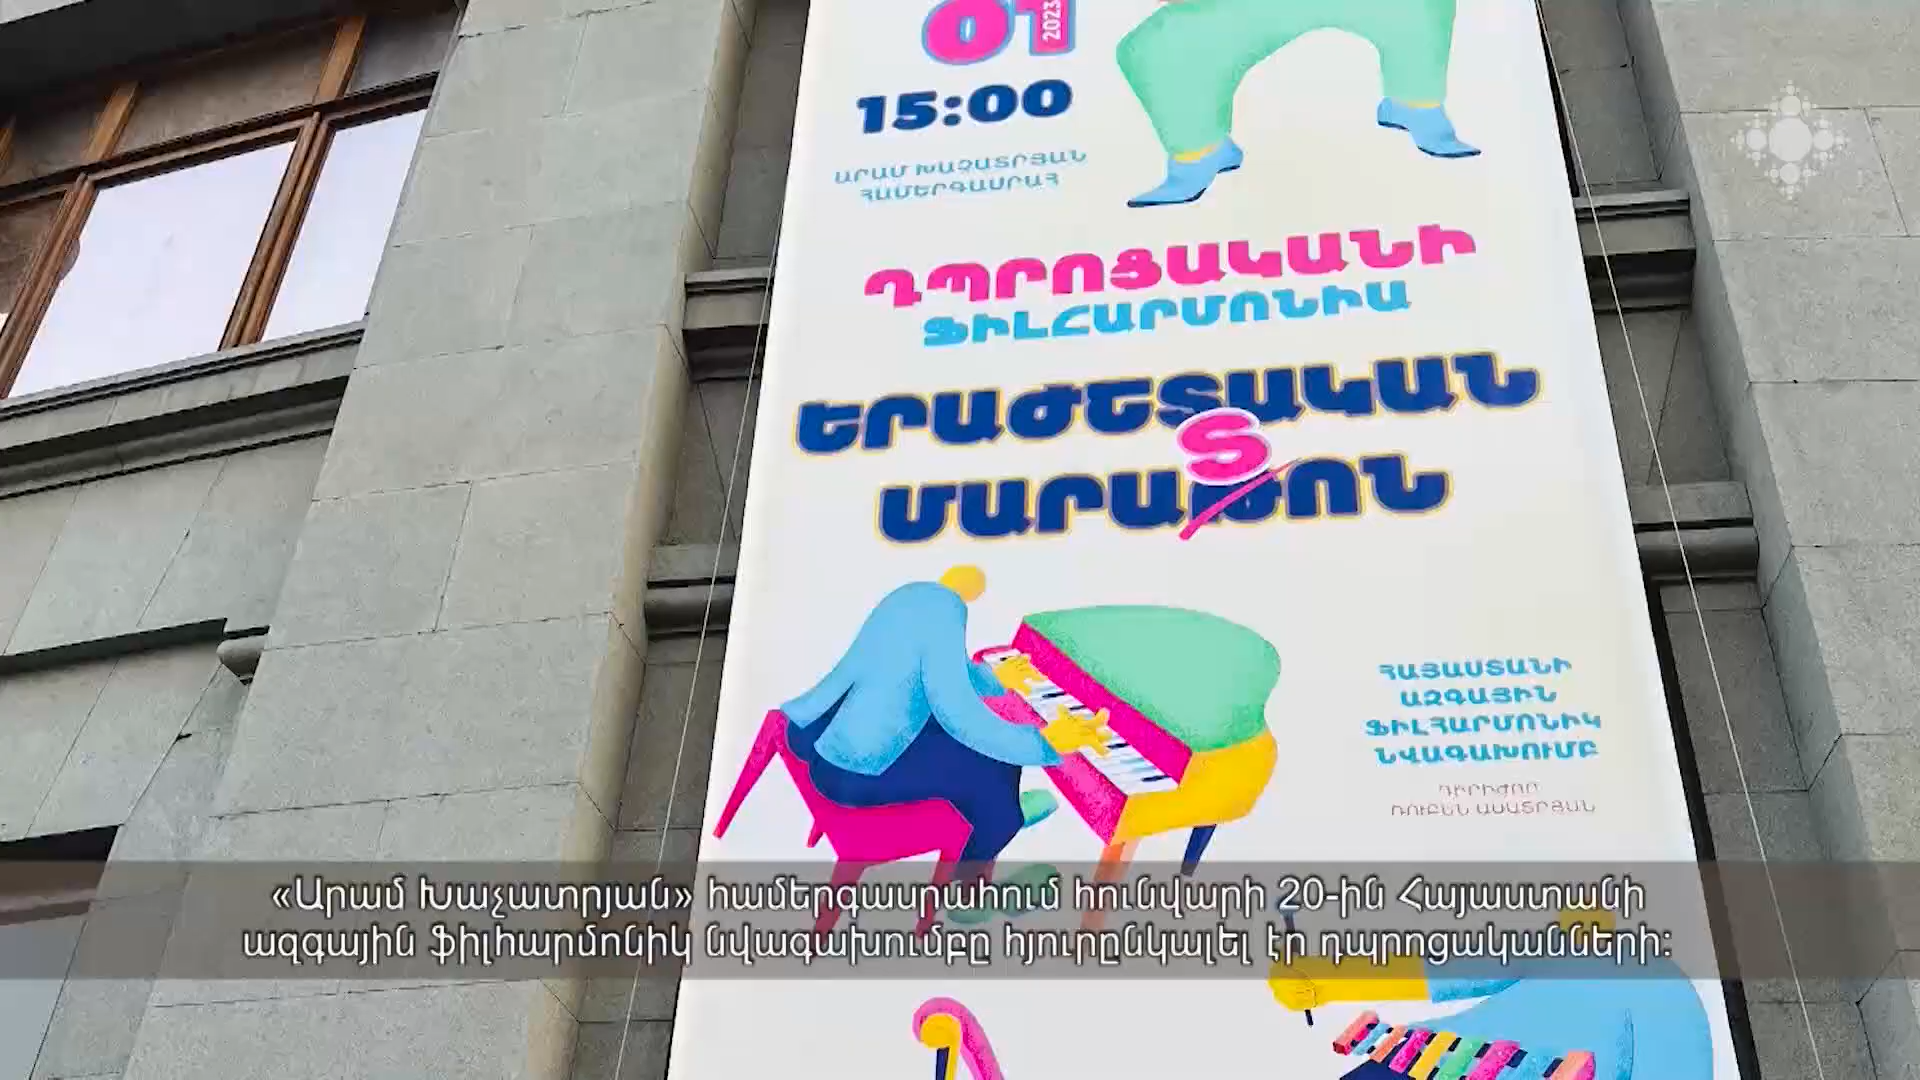 01
2023
15:00
ԱՐԱՄ ԽԱՉԱՏՐՅԱՆ
ՀԱՄԵՐԳԱՍՐԱՀ
ԴՊՐՈՑԱԿԱՆԻ
ՖԻԼՀԱՐՄՈՆԻԱ
ԵՐԱԺՇՏԱԿԱՆ
Տ
ՄԱՐԱԹՈՆ
ՀԱՅԱՍՏԱՆԻ
ԱԶԳԱՅԻՆ
ՖԻԼՀԱՐՄՈՆԻԿ
ՆՎԱԳԱԽՈՒՄԲ
ԴԻՐԻԺՈՐ
ՌՈՒԲԵՆ ԱՍԱՏՐՅԱՆ
«Արամ Խաչատրյան» համերգասրահում հունվարի 20-ին Հայաստանի
ազգային ֆիլհարմոնիկ նվագախումբը հյուրընկալել էր դպրոցականների: